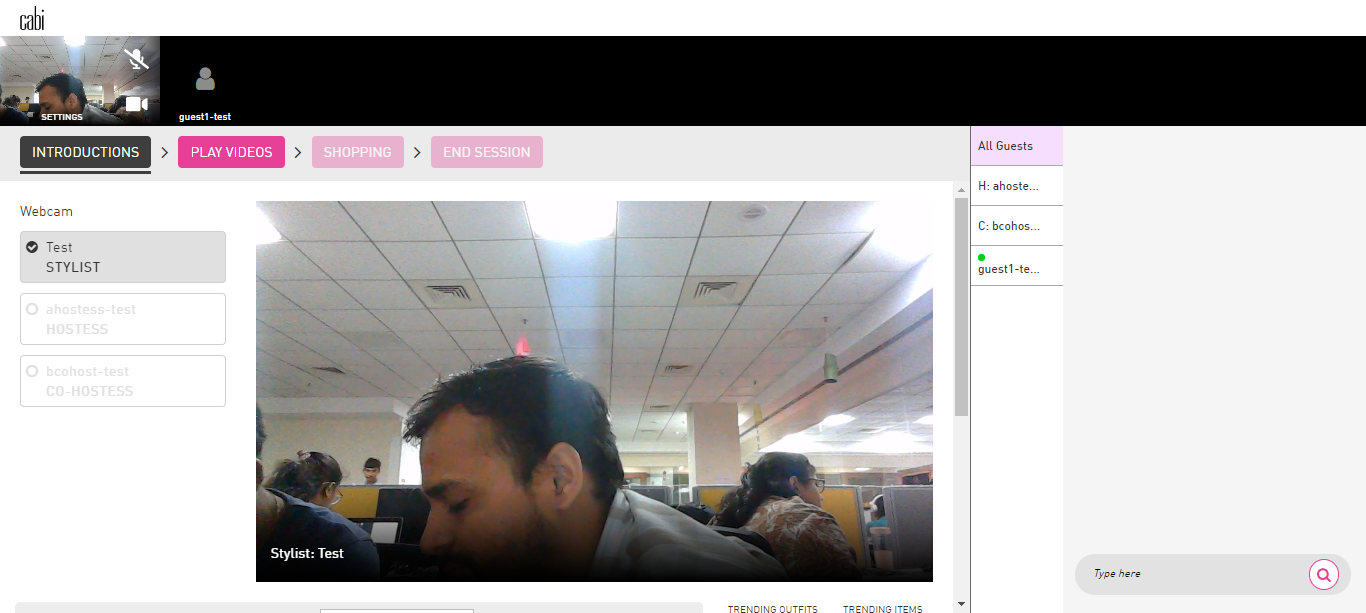 cabi
SETTINGS
guest1-test
INTRODUCTIONS
PLAY VIDEOS
SHOPPING
END SESSION
All Guests
H: ahoste...
C: bcohos...
guest1-te...
Webcam
Test
STYLIST
ahostess-test
HOSTESS
bcohost-test
CO-HOSTESS
Stylist: Test
Type here
TRENDING OUTFITS
TRENDING ITEMS